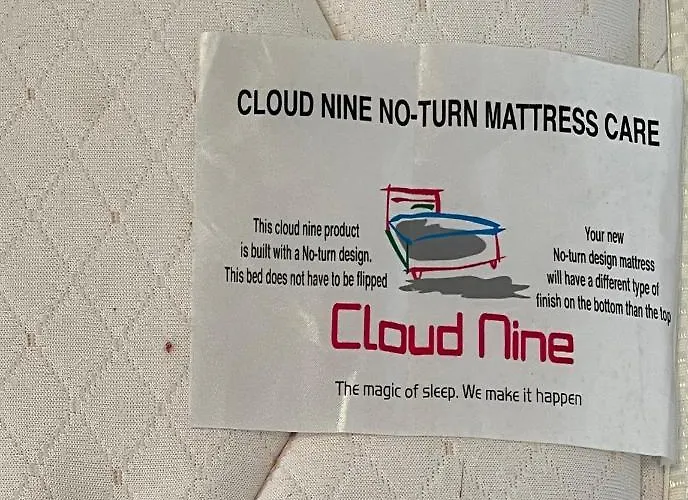 CLOUD NINE NO-TURN MATTRESS CARE
This cloud nine product
is built with a No-turn design.
This bed does not have to be flipped
Your new
No-turn design mattress
will have a different type of
finish on the bottom than the top
Cloud Nine
The magic of sleep. We make it happen